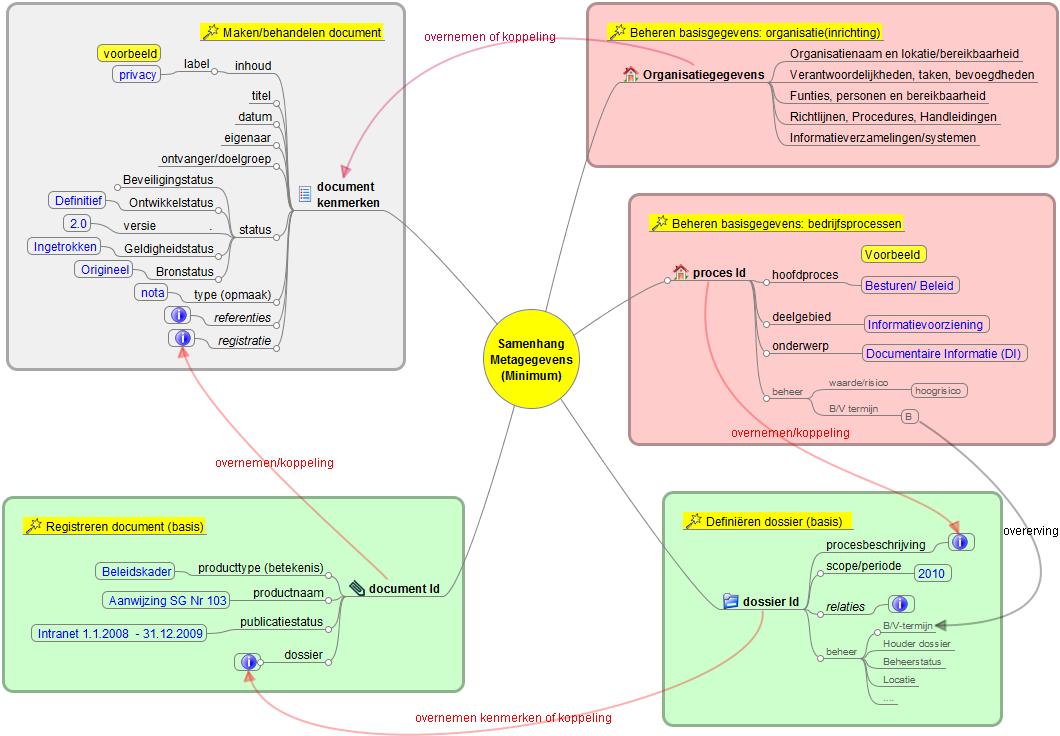 Maken/behandelen document
voorbeeld
privacy
label
inhoud
titel
datum
eigenaar
ontvanger/doelgroep
Beveiligingstatus
Definitief
Ontwikkelstatus
2.0
versie .
status
Ingetrokken
Geldigheidstatus
Origineel
Bronstatus
nota
type (opmaak)
referenties
registratie
document
kenmerken
overnemen of koppeling
Beheren basisgegevens: organisatie(inrichting)
Organisatiegegevens
Organisatienaam en lokatie/bereikbaarheid
Verantwoordelijkheden, taken, bevoegdheden
Funties, personen en bereikbaarheid
Richtlijnen, Procedures, Handleidingen
Informatieverzamelingen/systemen
Beheren basisgegevens: bedrijfsprocessen
Voorbeeld
proces Id
hoofdproces
Besturen/ Beleid
deelgebied
Informatievoorziening
onderwerp
Documentaire Informatie (DI)
beheer
waarde/risico
hoogrisico
B/V termijn
B
overnemen/koppeling
Samenhang
Metagegevens
(Minimum)
overnemen/koppeling
Registreren document (basis)
Beleidskader
producttype (betekenis)
Aanwijzing SG Nr 103
productnaam
Intranet 1.1.2008 - 31.12.2009
publicatiestatus
dossier
document Id
Definiëren dossier (basis)
overerving
procesbeschrijving
scope/periode
2010
dossier Id
relaties
beheer
B/V-termijn
Houder dossier
Beheerstatus
Locatie
....
overnemen kenmerken of koppeling